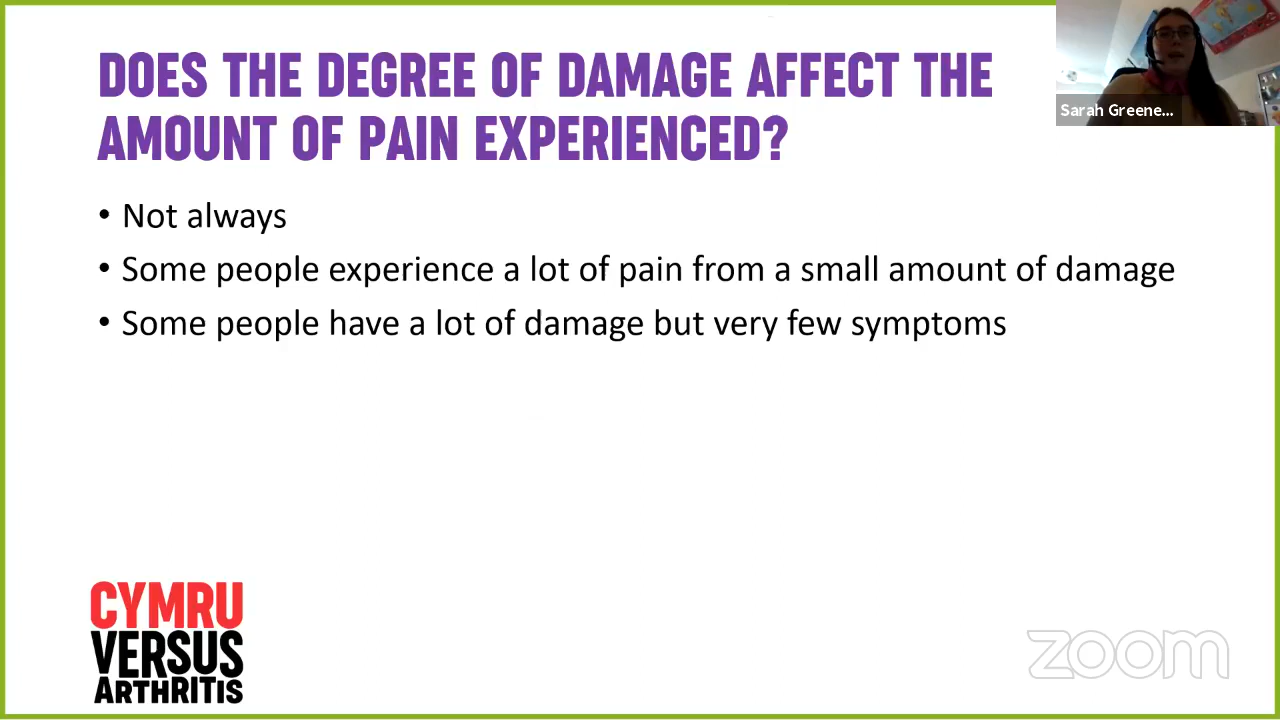 DOES THE DEGREE OF DAMAGE AFFECT THE
AMOUNT OF PAIN EXPERIENCED?
Sarah Greene...
• Not always
• Some people experience a lot of pain from a small amount of damage
• Some people have a lot of damage but very few symptoms
CYMRU
VERSUS
ARTHRITIS
zoom